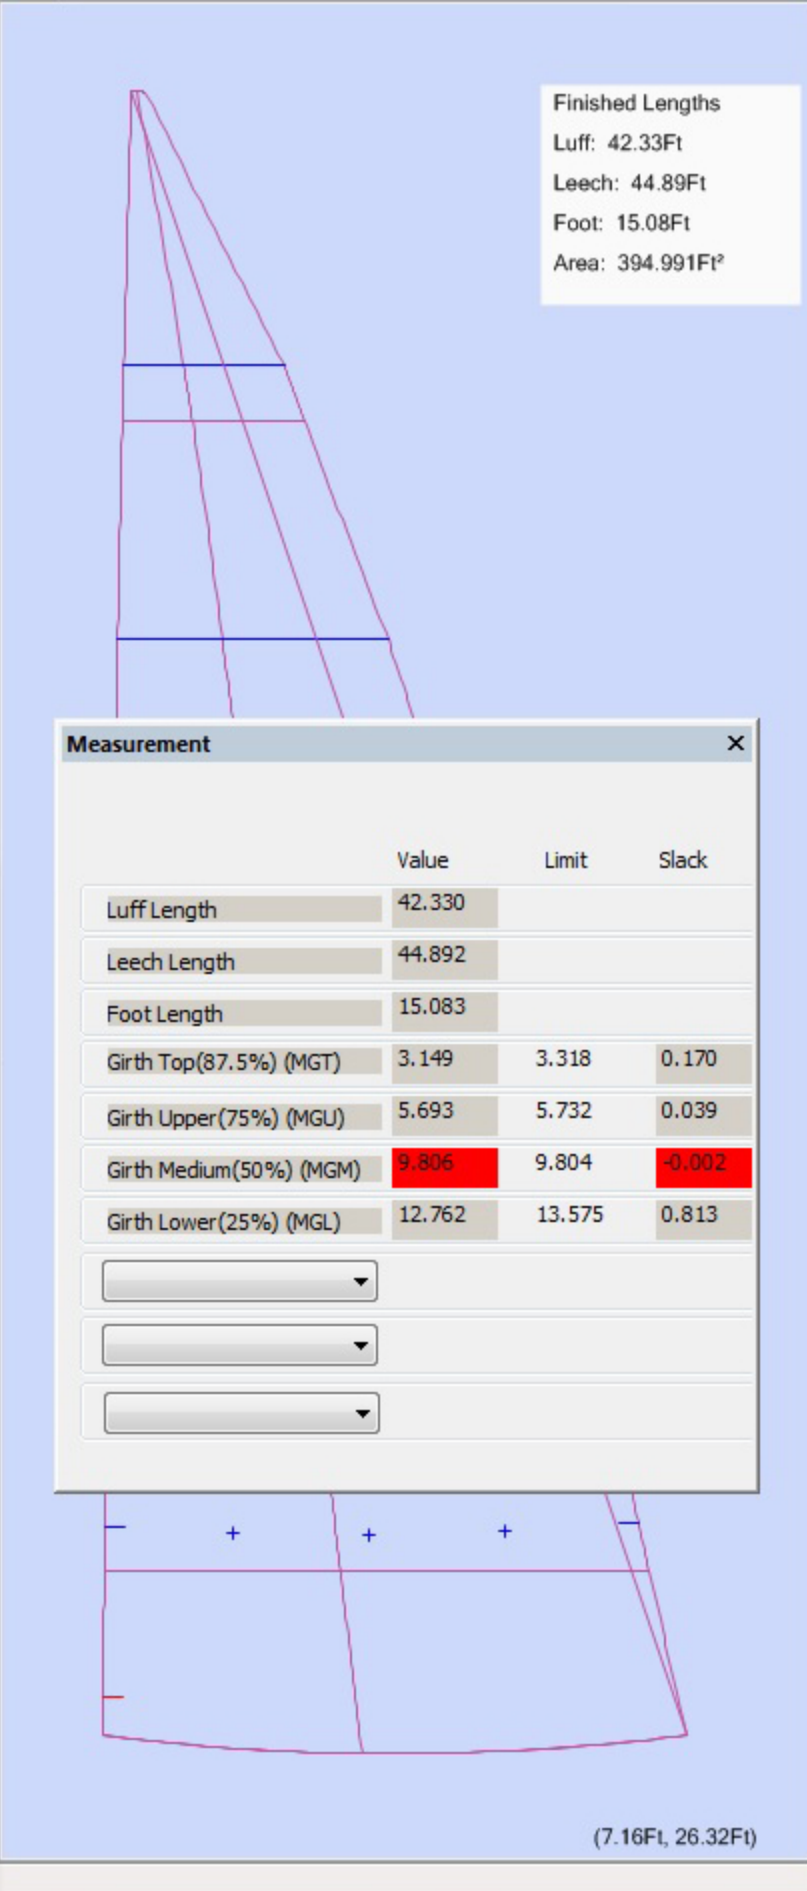 Finished Lengths
Luff: 42.33Ft
Leech: 44.89Ft
Foot: 15.08Ft
Area: 394.991Ft²
Measurement
Value Limit Slack
Luff Length 42.330
Leech Length 44.892
Foot Length 15.083
Girth Top(87.5%) (MGT) 3.149 3.318 0.170
Girth Upper(75%) (MGU) 5.693 5.732 0.039
Girth Medium(50%) (MGM) 9.806 9.804 -0.002
Girth Lower(25%) (MGL) 12.762 13.575 0.813
(7.16Ft, 26.32Ft)